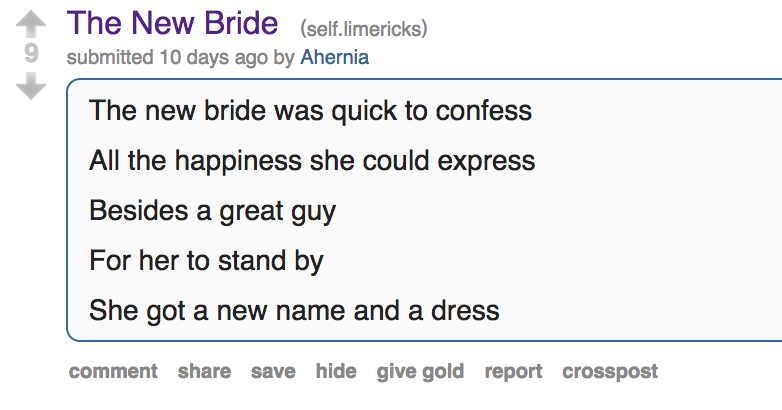 The New Bride (self.limericks)
9
submitted 10 days ago by Ahernia
The new bride was quick to confess
All the happiness she could express
Besides a great guy
For her to stand by
She got a new name and a dress
comment share save hide give gold report crosspost